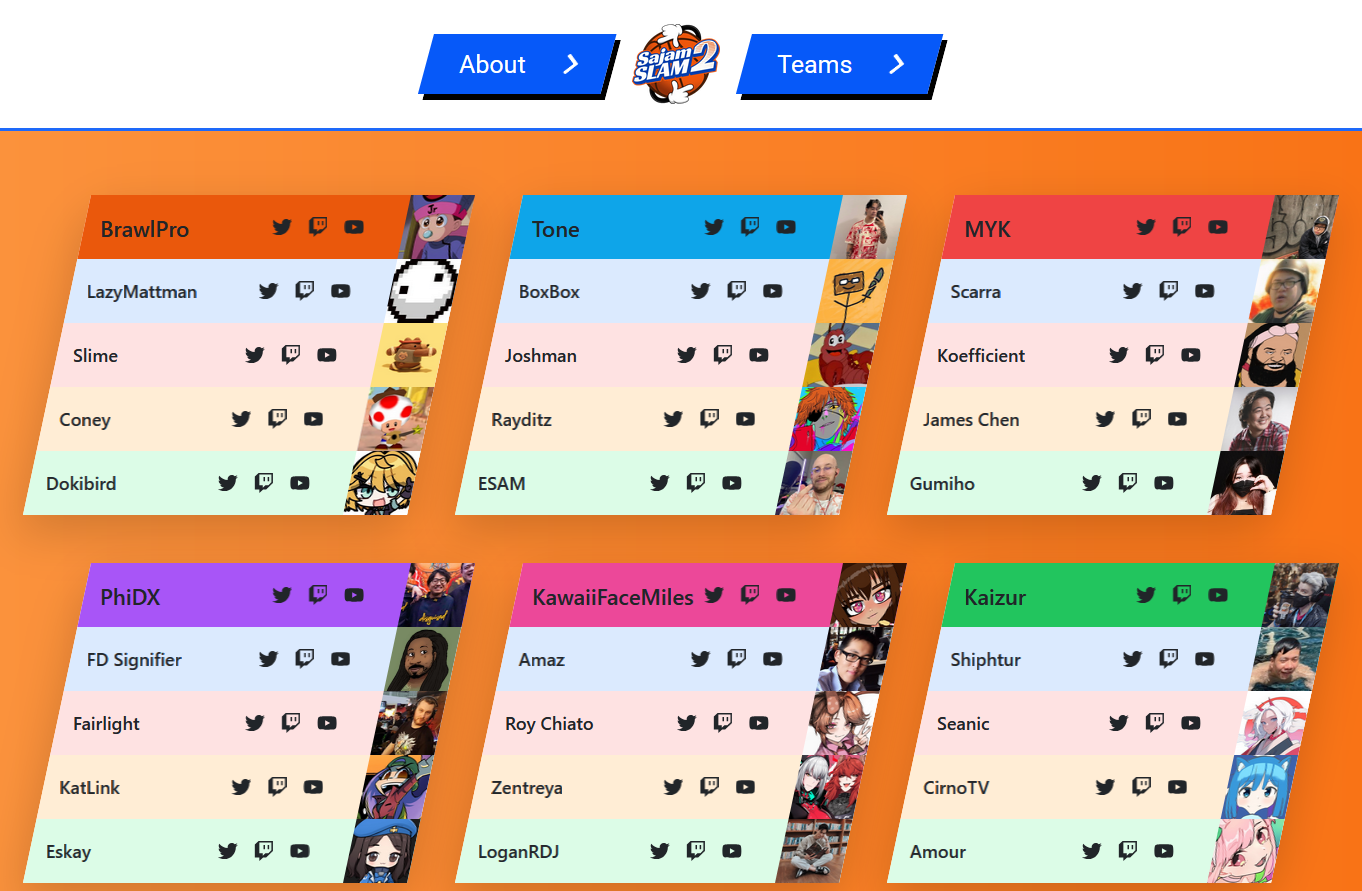 About
Sajam
SLAM 2
Teams
BrawlPro
Jr
LazyMattman
Slime
Coney
Dokibird
Tone
BoxBox
Joshman
Rayditz
ESAM
MYK
Scarra
Koefficient
James Chen
Gumiho
PhiDX
disguised
FD Signifier
Fairlight
KatLink
Eskay
KawaiiFaceMiles
Amaz
Roy Chiato
Zentreya
LoganRDJ
Kaizur
Shiphtur
Seanic
CirnoTV
Amour